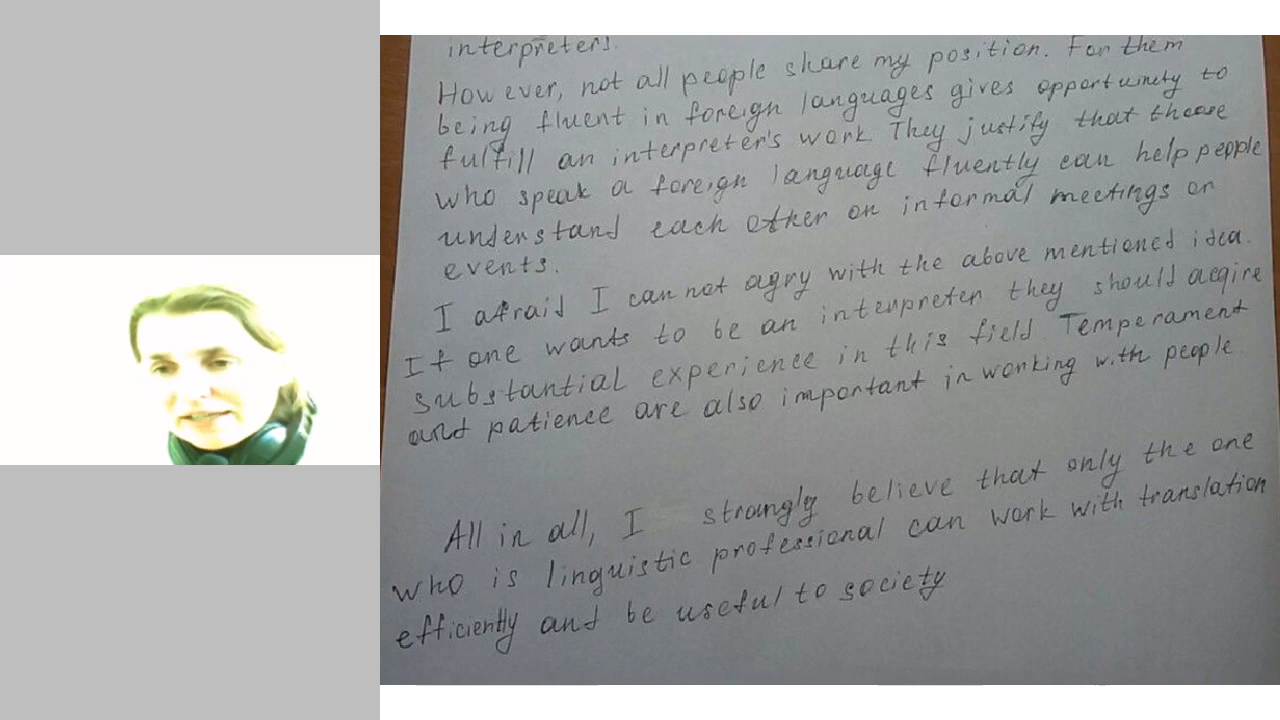 interpreters.
However, not all people share my position. For them
being fluent in foreign languages gives opportunity to
fulfill an interpreter's work They justify that those
who speak a foreign language fluently can help people
understand each other on informal meetings or
events.
I afraid I can not agry with the above mentioned idea.
If one wants to be an interpreter they should aeqire
substantial experience in this field Temperament
and patience are also important in working with people
All in all, I strongly believe that only the one
who is linguistic professional can work with translation
efficiently and be useful to society